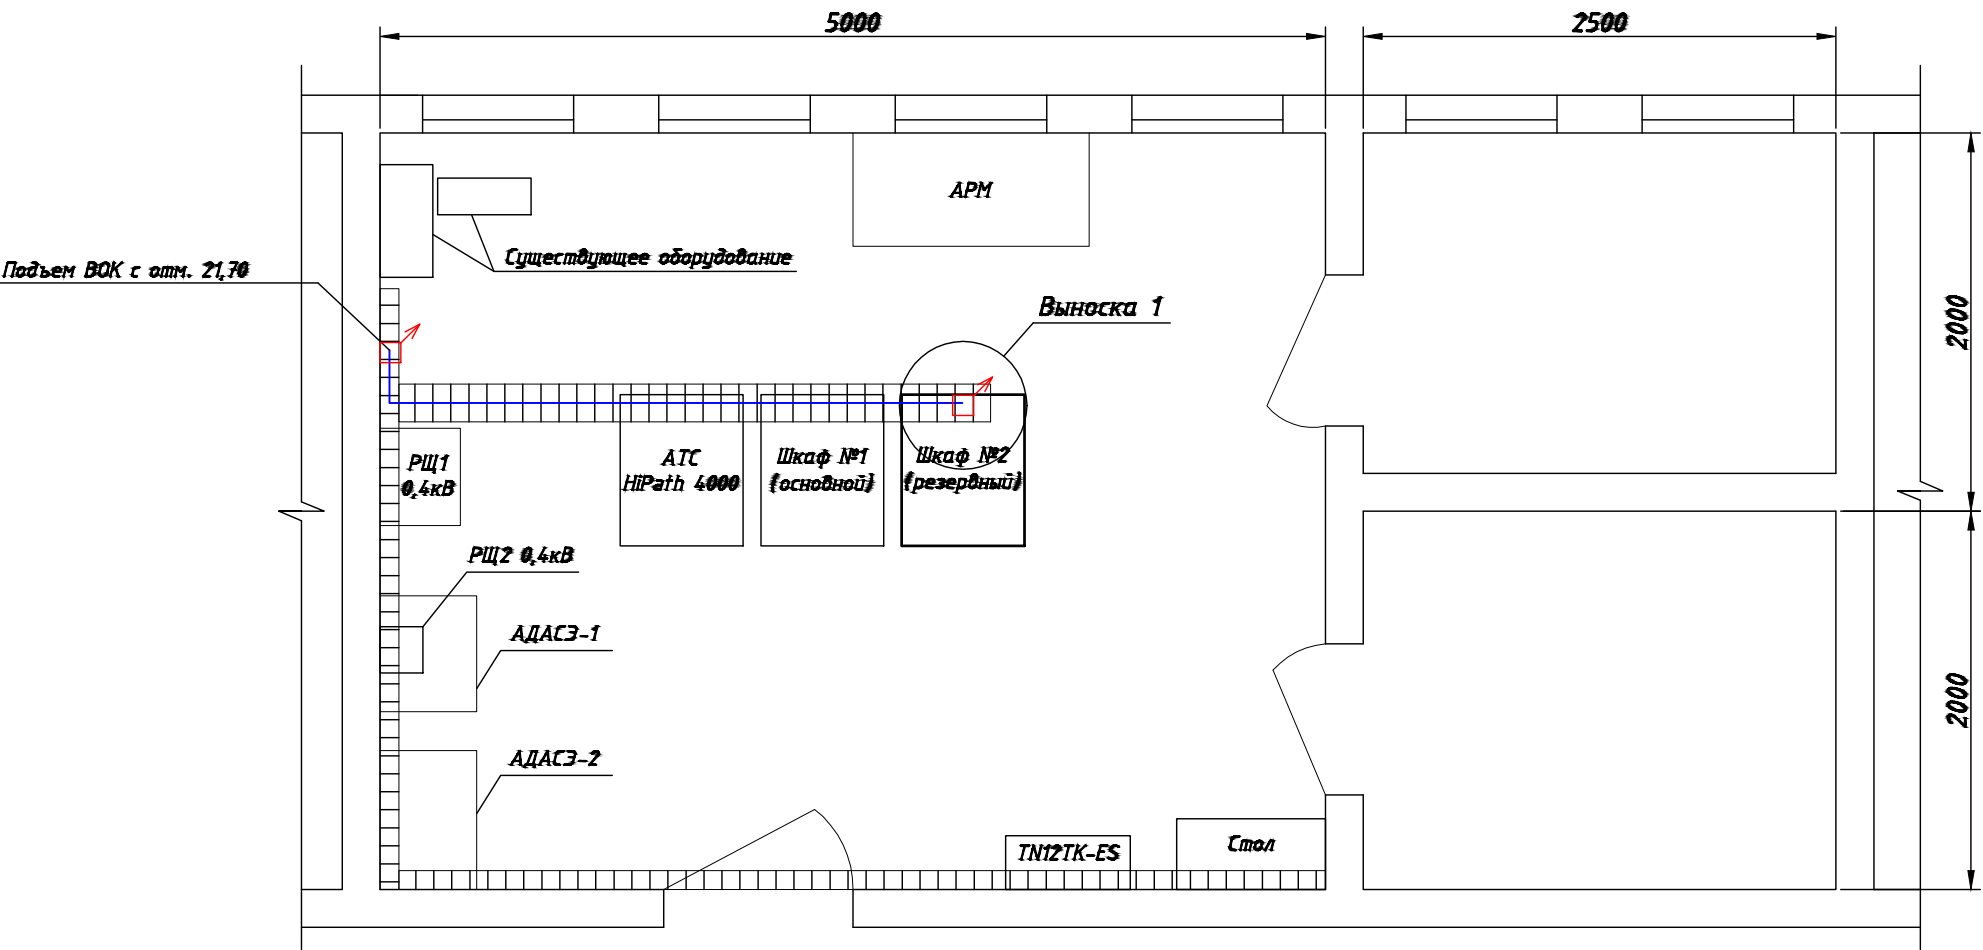 5000
2500
АРМ
Существующее оборудование
Подъем ВОК с отм. 21,70
Выноска 1
2000
РЩ1
0,4кВ
АТС
HiPath 4000
Шкаф №1
(основной)
Шкаф №2
(резервный)
РЩ2 0,4кВ
АДАСЭ-1
2000
АДАСЭ-2
TN12TK-ES
Стол